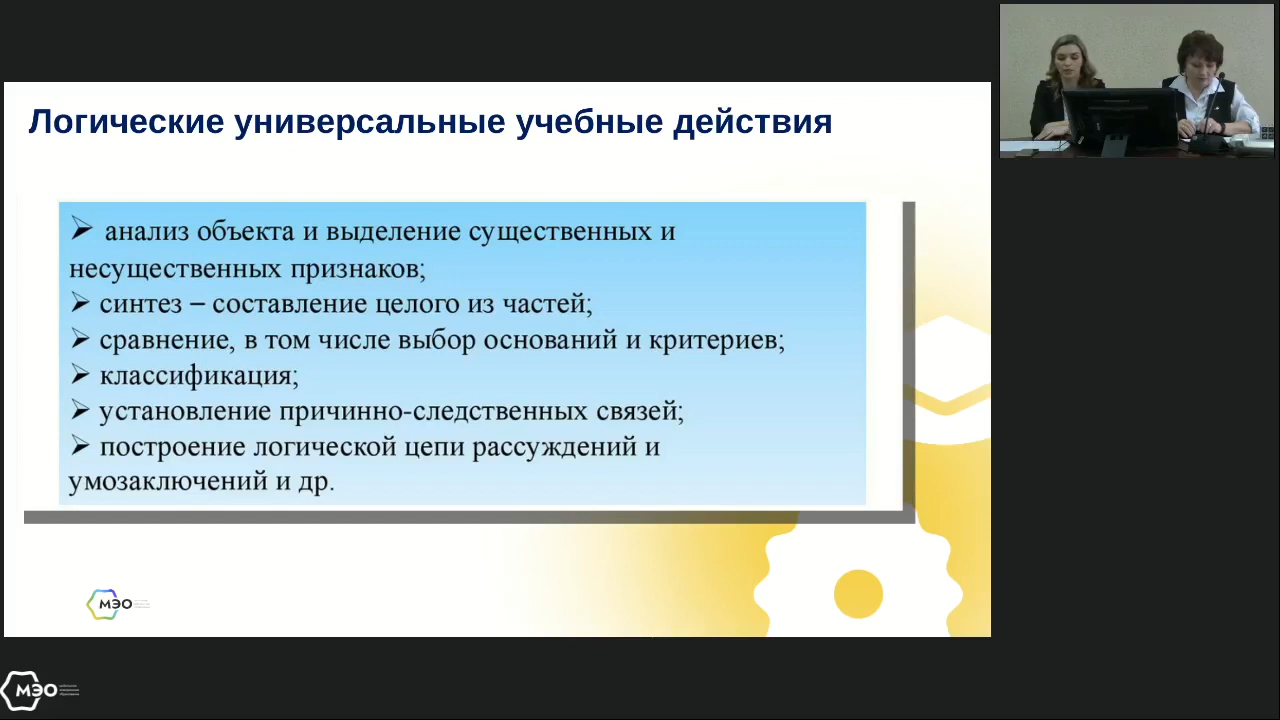 Логические универсальные учебные действия
➢ анализ объекта и выделение существенных и
несущественных признаков;
➢ синтез – составление целого из частей;
➢ сравнение, в том числе выбор оснований и критериев;
➢ классификация;
➢ установление причинно-следственных связей;
➢ построение логической цепи рассуждений и
умозаключений и др.
МЭО
МЭО